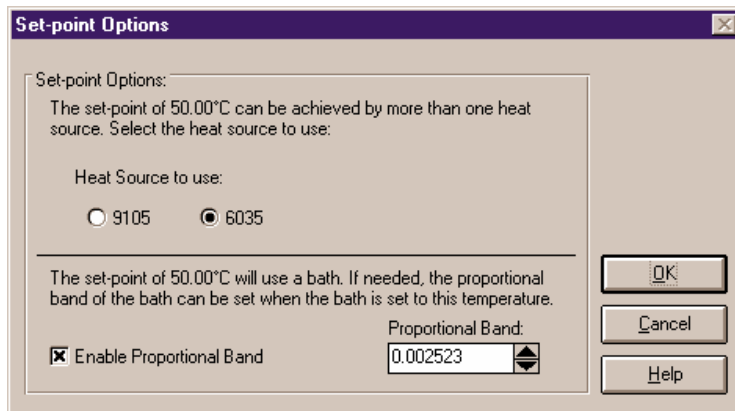 Set-point Options
Set-point Options:
The set-point of 50.00°C can be achieved by more than one heat
source. Select the heat source to use:
Heat Source to use:
9105 6035
The set-point of 50.00°C will use a bath. If needed, the proportional
band of the bath can be set when the bath is set to this temperature.
Proportional Band:
Enable Proportional Band 0.002523
OK
Cancel
Help